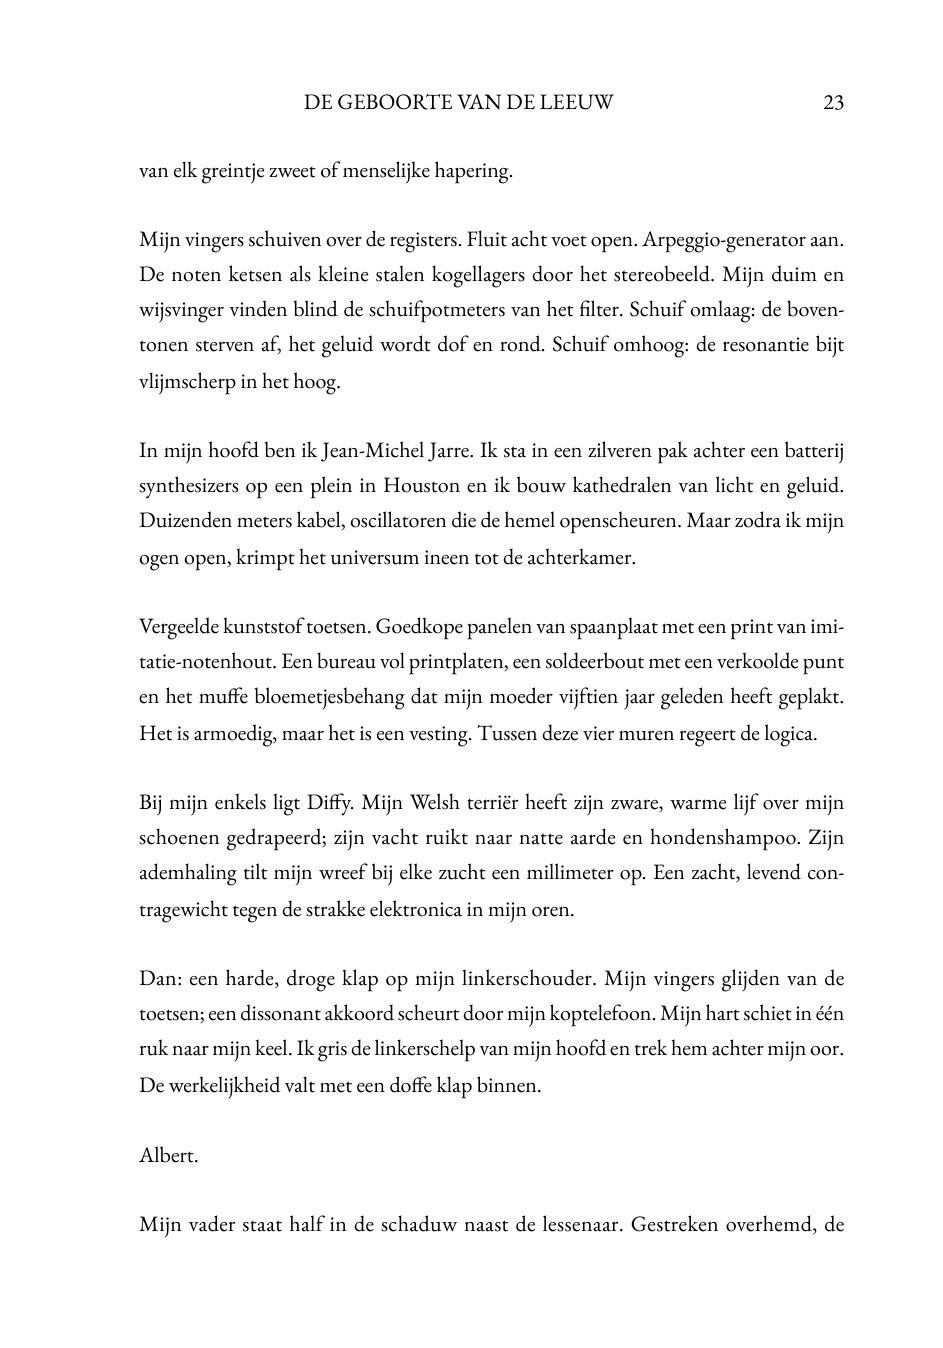 DE GEBOORTE VAN DE LEEUW 23
van elk greintje zweet of menselijke hapering.
Mijn vingers schuiven over de registers. Fluit acht voet open. Arpeggio-generator aan.
De noten ketsen als kleine stalen kogellagers door het stereobeeld. Mijn duim en
wijsvinger vinden blind de schuifpotmeters van het filter. Schuif omlaag: de boven-
tonen sterven af, het geluid wordt dof en rond. Schuif omhoog: de resonantie bijt
vlijmscherp in het hoog.
In mijn hoofd ben ik Jean-Michel Jarre. Ik sta in een zilveren pak achter een batterij
synthesizers op een plein in Houston en ik bouw kathedralen van licht en geluid.
Duizenden meters kabel, oscillatoren die de hemel openscheuren. Maar zodra ik mijn
ogen open, krimpt het universum ineen tot de achterkamer.
Vergeelde kunststof toetsen. Goedkope panelen van spaanplaat met een print van imi-
tatie-notenhout. Een bureau vol printplaten, een soldeerbout met een verkoolde punt
en het muffe bloemetjesbehang dat mijn moeder vijftien jaar geleden heeft geplakt.
Het is armoedig, maar het is een vesting. Tussen deze vier muren regeert de logica.
Bij mijn enkels ligt Diffy. Mijn Welsh terriër heeft zijn zware, warme lijf over mijn
schoenen gedrapeerd; zijn vacht ruikt naar natte aarde en hondenshampoo. Zijn
ademhaling tilt mijn wreef bij elke zucht een millimeter op. Een zacht, levend con-
tragewicht tegen de strakke elektronica in mijn oren.
Dan: een harde, droge klap op mijn linkerschouder. Mijn vingers glijden van de
toetsen; een dissonant akkoord scheurt door mijn koptelefoon. Mijn hart schiet in één
ruk naar mijn keel. Ik gris de linkerschelp van mijn hoofd en trek hem achter mijn oor.
De werkelijkheid valt met een doffe klap binnen.
Albert.
Mijn vader staat half in de schaduw naast de lessenaar. Gestreken overhemd, de